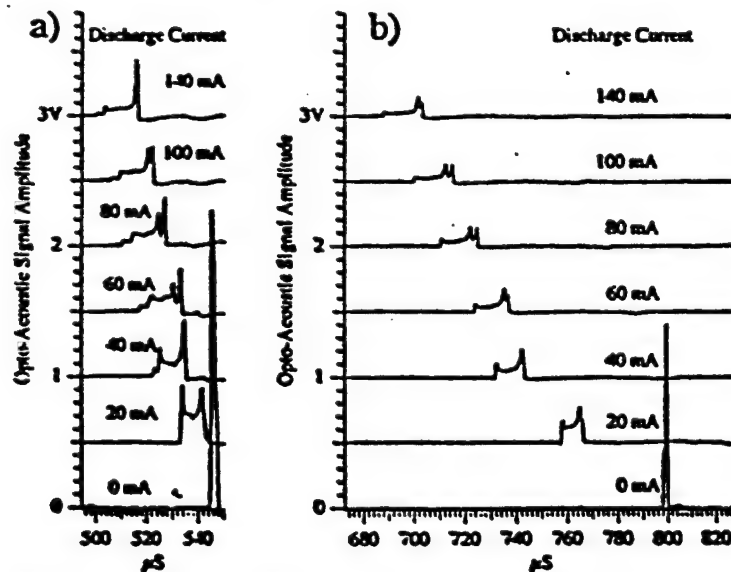 a)
Discharge Current
Opto-Acoustic Signal Amplitude
3V
2
1
0
140 mA
100 mA
80 mA
60 mA
40 mA
20 mA
0 mA
500 520 540
µS
b)
Discharge Current
Opto-Acoustic Signal Amplitude
3V
2
1
0
140 mA
100 mA
80 mA
60 mA
40 mA
20 mA
0 mA
680 700 720 740 760 780 800 820
µS